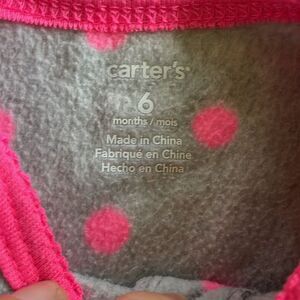 carter's
6
months / mois
Made in China
Fabriqué en Chine
Hecho en China